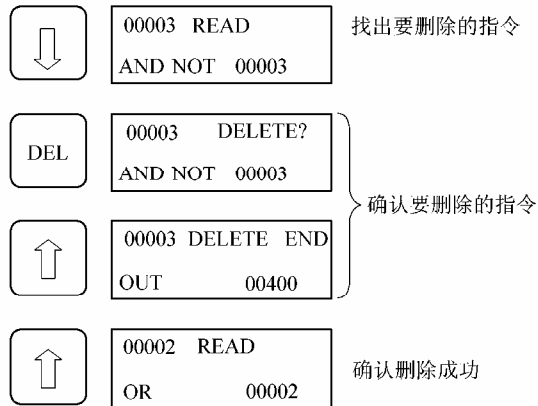 00003 READ
AND NOT 00003
找出要删除的指令
DEL
00003 DELETE?
AND NOT 00003
00003 DELETE END
OUT 00400
确认要删除的指令
00002 READ
OR 00002
确认删除成功